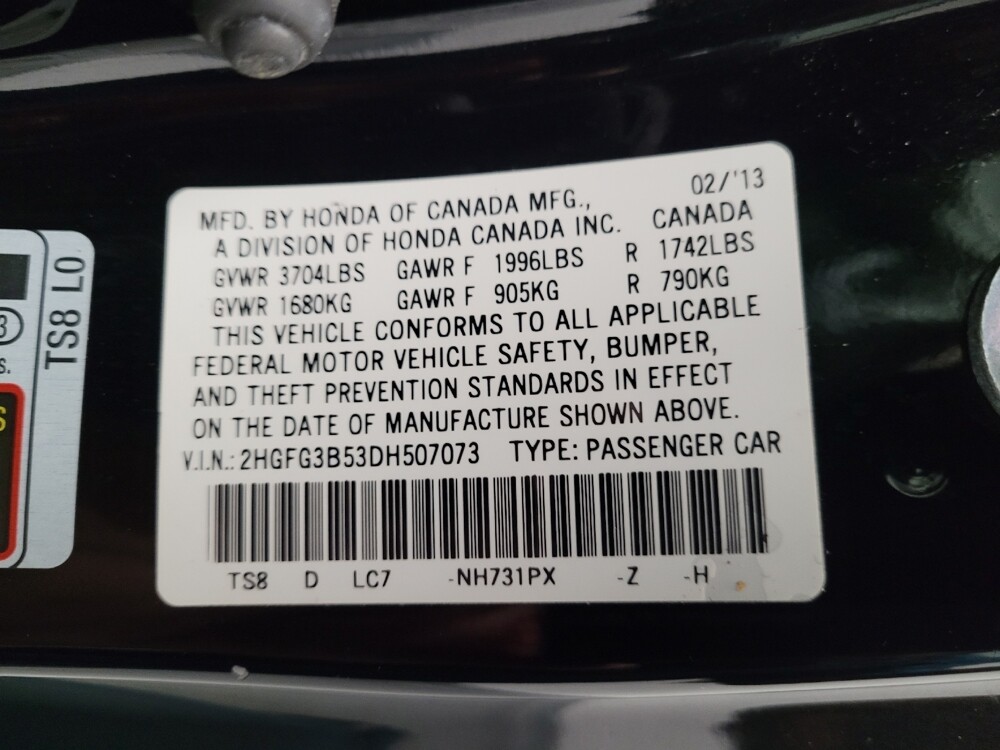 02/'13
MFD. BY HONDA OF CANADA MFG.,
A DIVISION OF HONDA CANADA INC. CANADA
GVWR 3704LBS GAWR F 1996LBS R 1742LBS
GVWR 1680KG GAWR F 905KG R 790KG
THIS VEHICLE CONFORMS TO ALL APPLICABLE
FEDERAL MOTOR VEHICLE SAFETY, BUMPER,
AND THEFT PREVENTION STANDARDS IN EFFECT
ON THE DATE OF MANUFACTURE SHOWN ABOVE.
V.I.N.: 2HGFG3B53DH507073 TYPE: PASSENGER CAR
TS8 D LC7 -NH731PX -Z -H
TS8 L0
3
S.
S